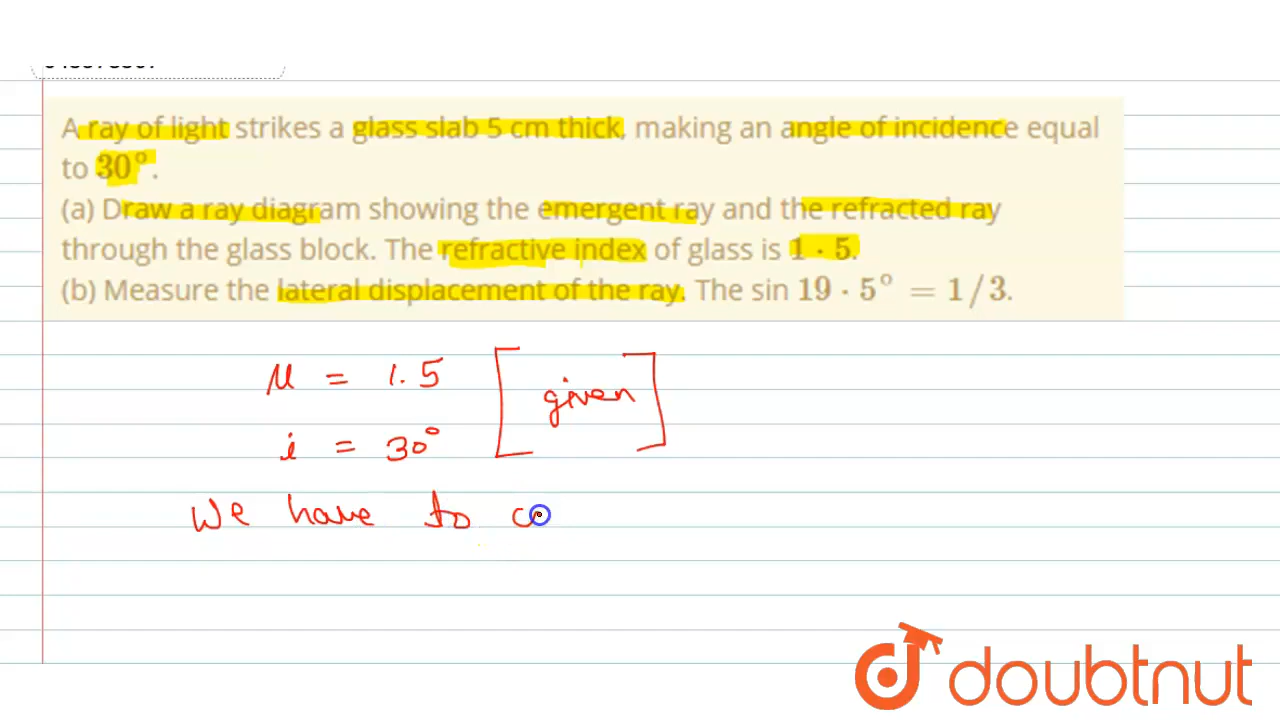 A ray of light strikes a glass slab 5 cm thick, making an angle of incidence equal
to 30°.
(a) Draw a ray diagram showing the emergent ray and the refracted ray
through the glass block. The refractive index of glass is 1 · 5.
(b) Measure the lateral displacement of the ray. The sin 19 · 5° = 1/3.
μ = 1.5 [given]
i = 30°
We have to
doubtnut